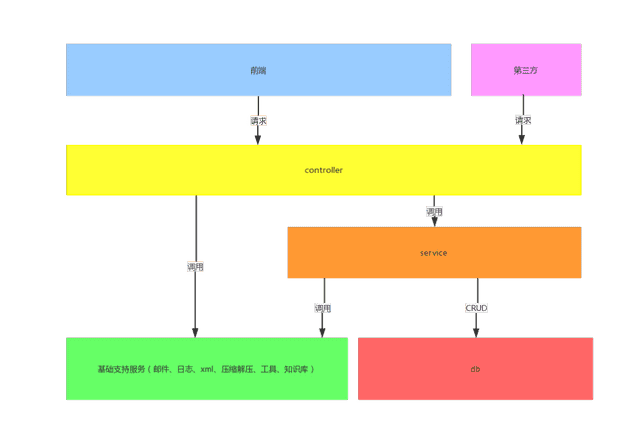 前端
第三方
请求
请求
controller
调用
service
调用
调用
CRUD
基础支持服务（邮件、日志、xml、压缩解压、工具、知识库）
db